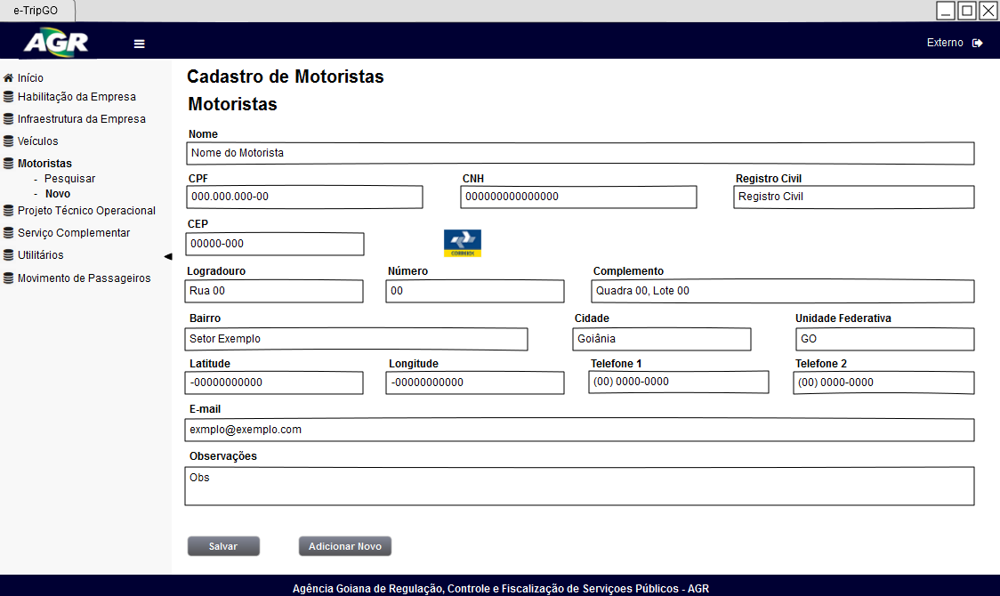 e-TripGO
AGR
Externo
Início
Habilitação da Empresa
Infraestrutura da Empresa
Veículos
Motoristas
- Pesquisar
- Novo
Projeto Técnico Operacional
Serviço Complementar
Utilitários
Movimento de Passageiros
Cadastro de Motoristas
Motoristas
Nome
Nome do Motorista
CPF CNH Registro Civil
000.000.000-00 000000000000000 Registro Civil
CEP
00000-000
CORREIOS
Logradouro Número Complemento
Rua 00 00 Quadra 00, Lote 00
Bairro Cidade Unidade Federativa
Setor Exemplo Goiânia GO
Latitude Longitude Telefone 1 Telefone 2
-00000000000 -00000000000 (00) 0000-0000 (00) 0000-0000
E-mail
exmplo@exemplo.com
Observações
Obs
Salvar Adicionar Novo
Agência Goiana de Regulação, Controle e Fiscalização de Serviçoes Públicos - AGR